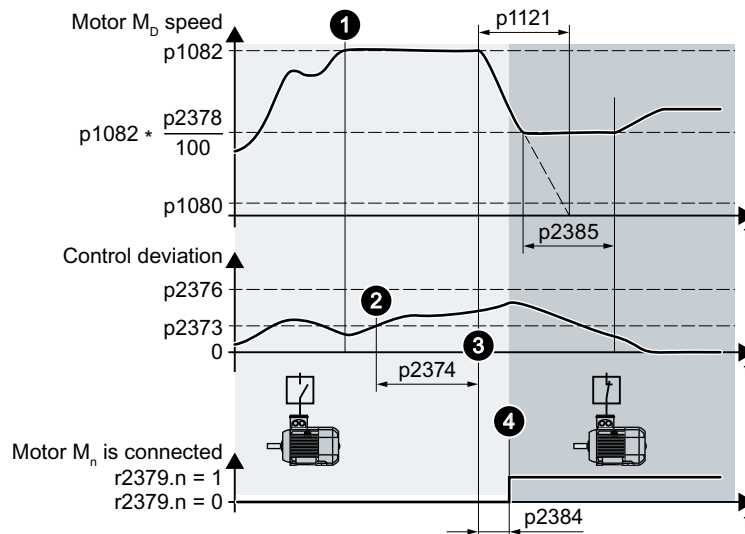 Motor M_D speed
1
p1121
p1082
p1082 * p2378
100
p1080
t
p2385
Control deviation
p2376
2
p2373
3
0
t
p2374
4
Motor M_n is connected
r2379.n = 1
r2379.n = 0
t
p2384